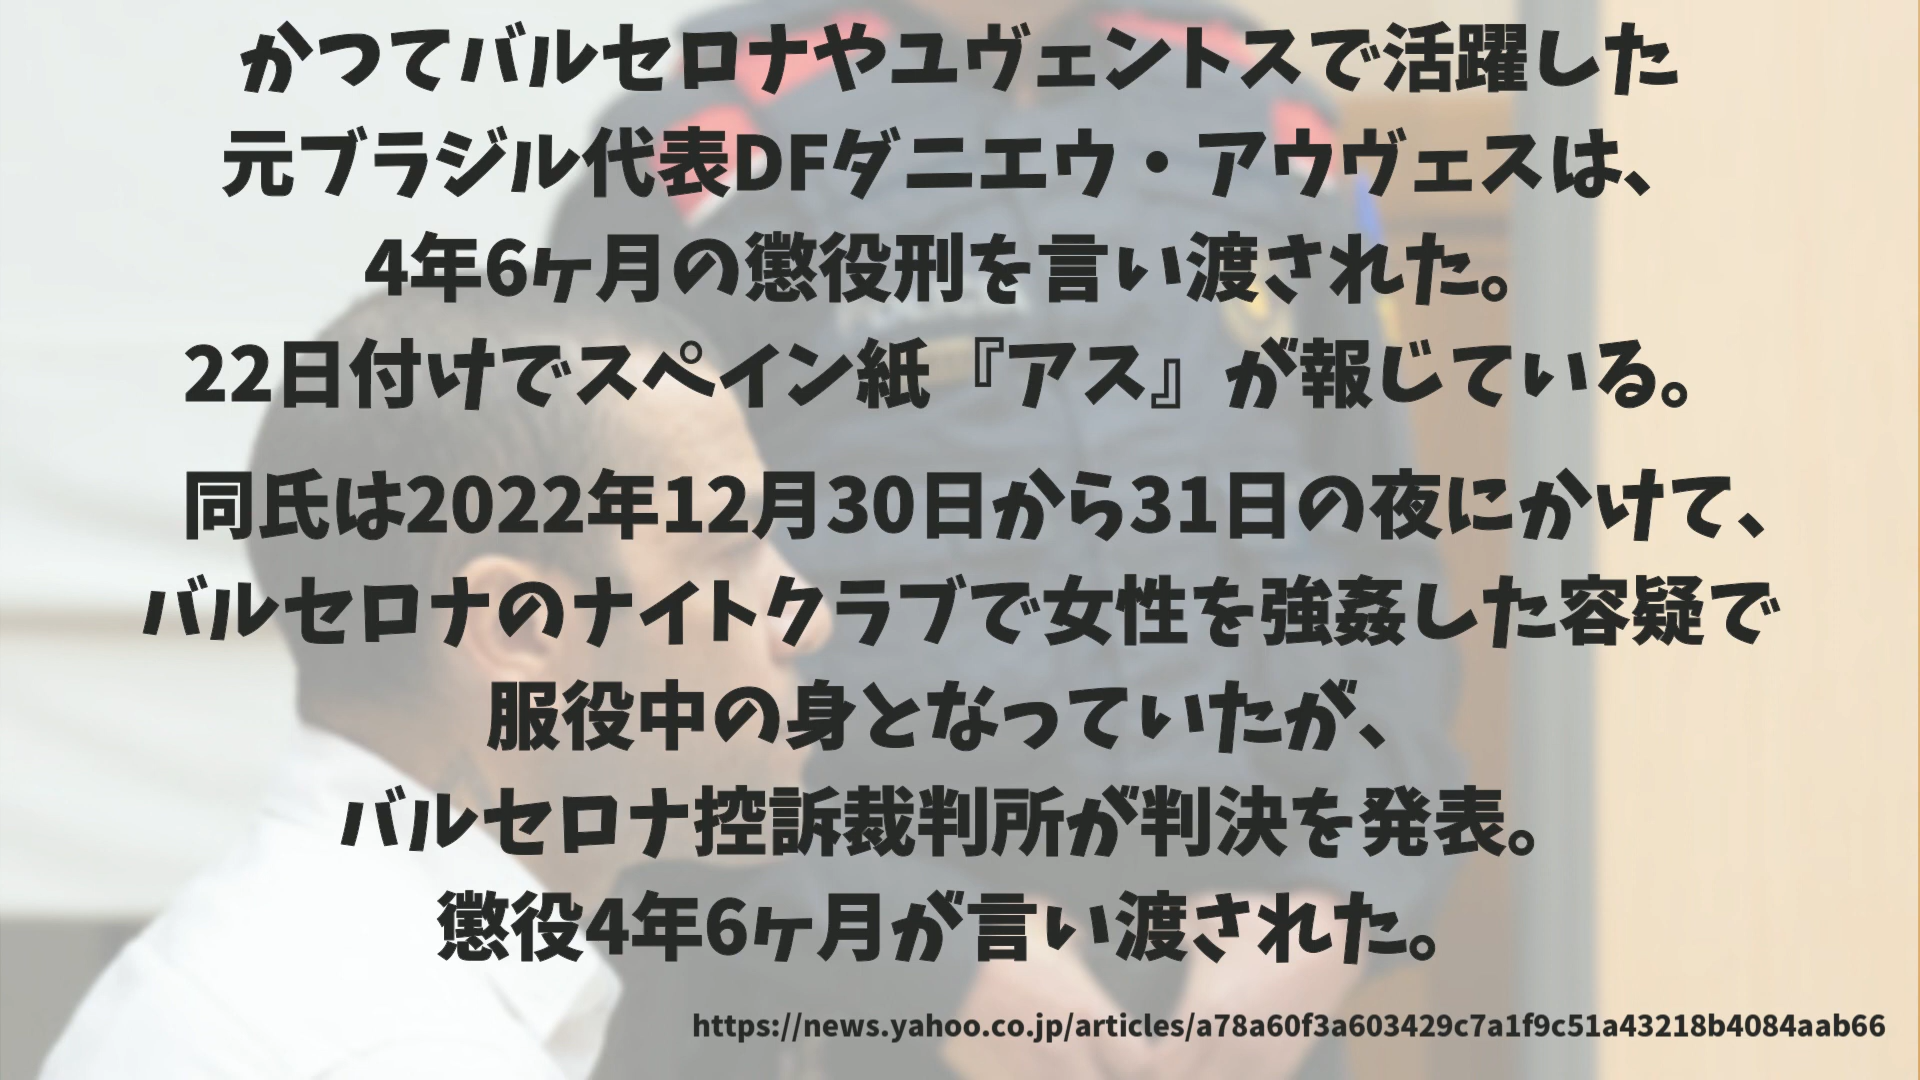 かつてバルセロナやユヴェントスで活躍した
元ブラジル代表DFダニエウ・アウヴェスは、
4年6ヶ月の懲役刑を言い渡された。
22日付けでスペイン紙『アス』が報じている。
同氏は2022年12月30日から31日の夜にかけて、
バルセロナのナイトクラブで女性を強姦した容疑で
服役中の身となっていたが、
バルセロナ控訴裁判所が判決を発表。
懲役4年6ヶ月が言い渡された。
https://news.yahoo.co.jp/articles/a78a60f3a603429c7a1f9c51a43218b4084aab66